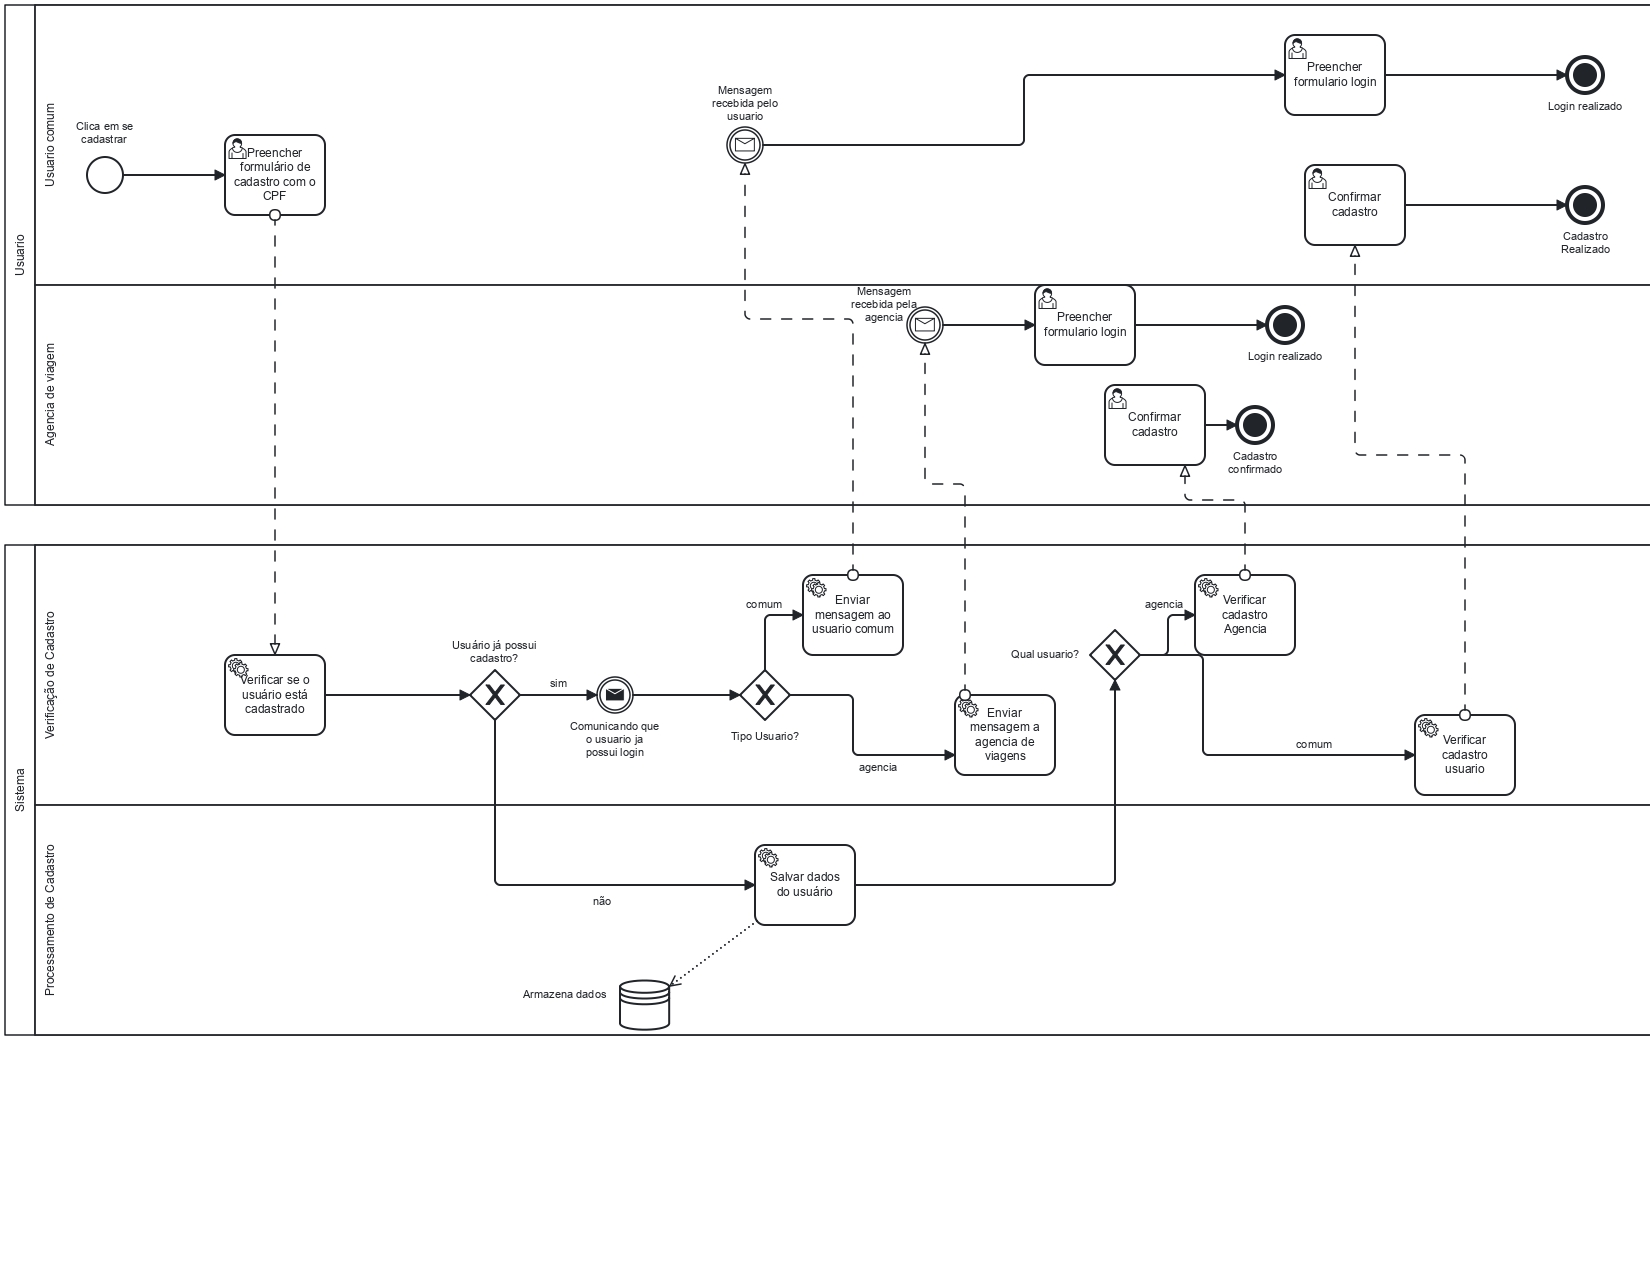 Usuario
Usuario comum
Clica em se
cadastrar
Preencher
formulário de
cadastro com o
CPF
Mensagem
recebida pelo
usuario
Preencher
formulario login
Login realizado
Confirmar
cadastro
Cadastro
Realizado
Agencia de viagem
Mensagem
recebida pela
agencia
Preencher
formulario login
Login realizado
Confirmar
cadastro
Cadastro
confirmado
Sistema
Verificação de Cadastro
Verificar se o
usuário está
cadastrado
Usuário já possui
cadastro?
sim
Comunicando que
o usuario ja
possui login
Tipo Usuario?
comum
Enviar
mensagem ao
usuario comum
agencia
Enviar
mensagem a
agencia de
viagens
Qual usuario?
agencia
Verificar
cadastro
Agencia
comum
Verificar
cadastro
usuario
Processamento de Cadastro
não
Salvar dados
do usuário
Armazena dados